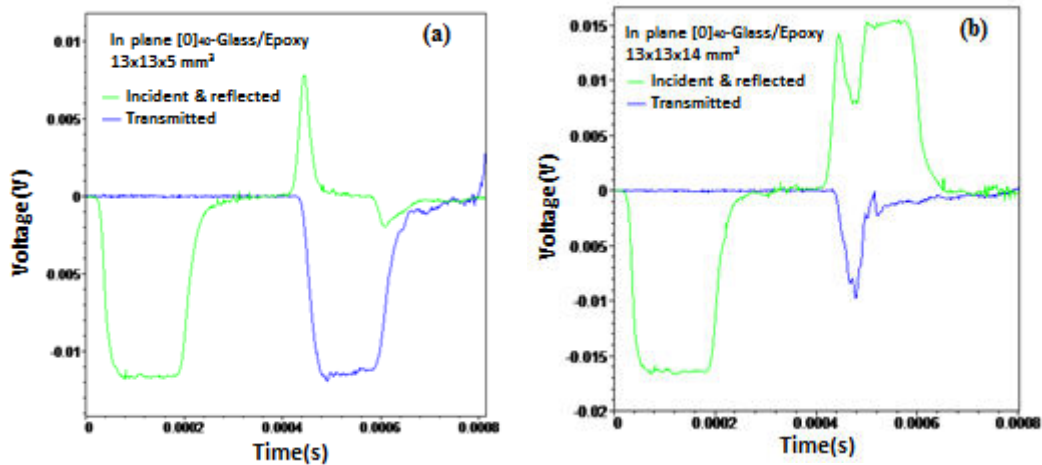 (a)
In plane [0]₄₀-Glass/Epoxy
13x13x5 mm³
Incident & reflected
Transmitted
Voltage(V)
0.01
0.005
0
0.005
-0.01
0 0.0002 0.0004 0.0006 0.0008
Time(s)
(b)
In plane [0]₄₀-Glass/Epoxy
13x13x14 mm³
Incident & reflected
Transmitted
Voltage(V)
0.015
0.01
0.005
0
0.005
-0.01
-0.015
-0.02
0 0.0002 0.0004 0.0006 0.0008
Time(s)